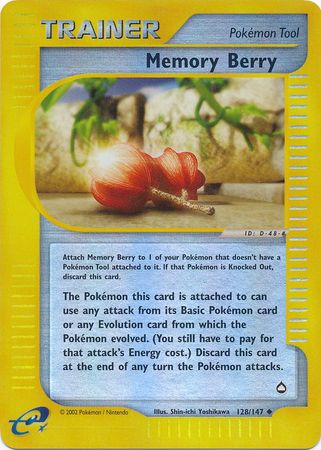 TRAINER
Pokémon Tool
Memory Berry
ID: D-48-#
Attach Memory Berry to 1 of your Pokémon that doesn't have a
Pokémon Tool attached to it. If that Pokémon is Knocked Out,
discard this card.
The Pokémon this card is attached to can
use any attack from its Basic Pokémon card
or any Evolution card from which the
Pokémon evolved. (You still have to pay for
that attack's Energy cost.) Discard this card
at the end of any turn the Pokémon attacks.
e
©2002 Pokémon / Nintendo
Illus. Shin-ichi Yoshikawa
128/147 ◆